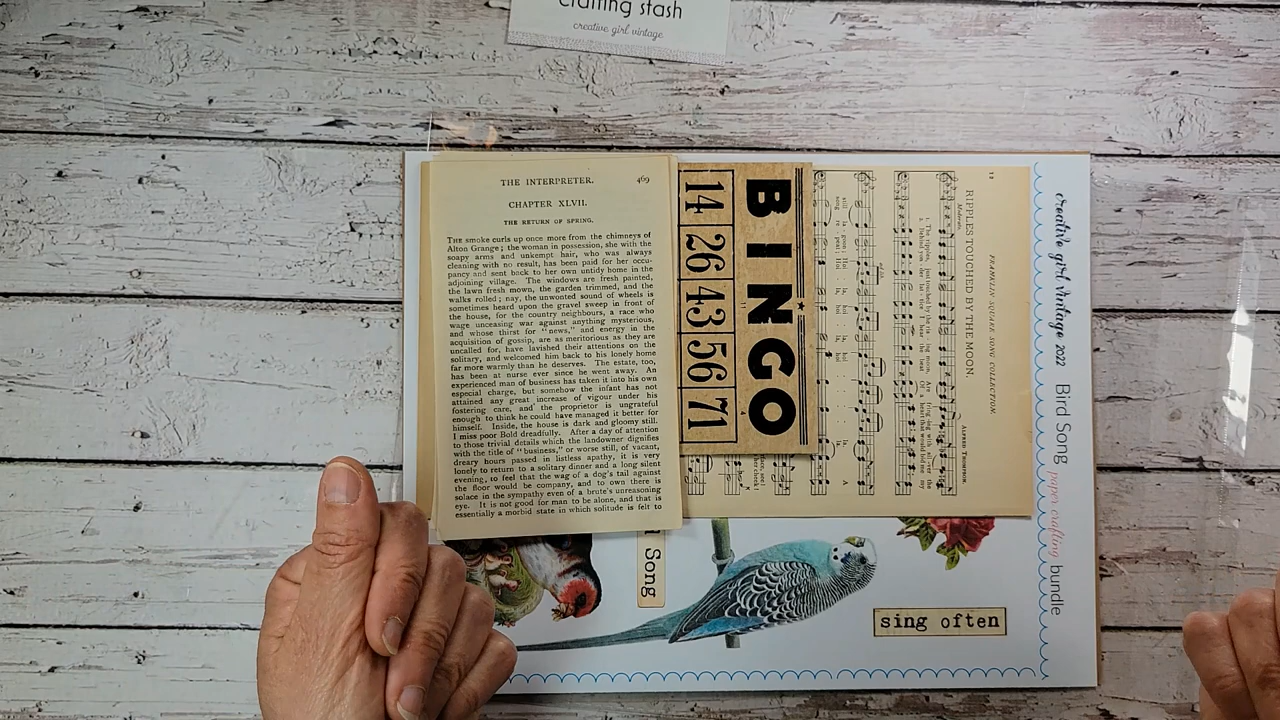 crafting stash
creative girl vintage
THE INTERPRETER. 469
CHAPTER XLVII.
THE RETURN OF SPRING.
THE smoke curls up once more from the chimneys of
Alton Grange; the woman in possession, she with the
soapy arms and unkempt hair, who was always
cleaning with no result, has been paid for her occu-
pancy and sent back to her own untidy home in the
adjoining village. The windows are fresh painted,
the lawn fresh mown, the garden trimmed, and the
walks rolled; nay, the unwonted sound of wheels is
sometimes heard upon the gravel sweep in front of
the house, for the country neighbours, a race who
wage unceasing war against anything mysterious,
and whose thirst for "news," and energy in the
acquisition of gossip, are as meritorious as they are
uncalled for, have lavished their attentions on the
solitary, and welcomed him back to his lonely home
far more warmly than he deserves. The estate, too,
has been at nurse ever since he went away. An
experienced man of business has taken it into his own
especial charge, but somehow the infant has not
attained any great increase of vigour under his
fostering care, and the proprietor is ungrateful
enough to think he could have managed it better for
himself. Inside, the house is dark and gloomy still.
I miss poor Bold dreadfully. After a day of attention
to those trivial details which the landowner dignifies
with the title of "business," or worse still, of vacant,
dreary hours passed in listless apathy, it is very
lonely to return to a solitary dinner and a long silent
evening, to feel that the wag of a dog's tail against
the floor would be company, and to own there is
solace in the sympathy even of a brute's unreasoning
eye. It is not good for man to be alone, and that is
essentially a morbid state in which solitude is felt to
BINGO
14 26 43 56 71
FRANKLIN SQUARE SONG COLLECTION.
RIPPLES TOUCHED BY THE MOON.
ALFRED THOMPSON.
Moderato.
creative girl vintage 2022 Bird Song paper crafting bundle
Song
sing often